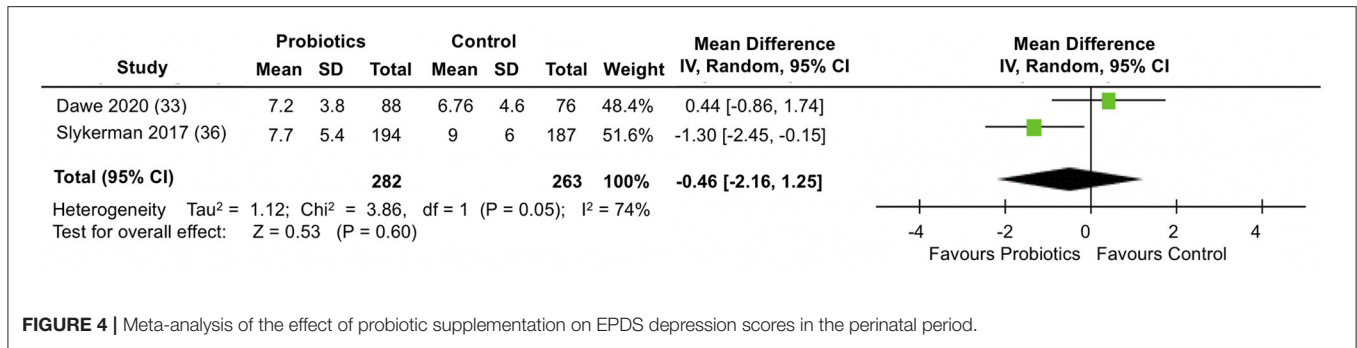 Probiotics Control Mean Difference Mean Difference
Study Mean SD Total Mean SD Total Weight IV, Random, 95% CI IV, Random, 95% CI
Dawe 2020 (33) 7.2 3.8 88 6.76 4.6 76 48.4% 0.44 [-0.86, 1.74]
Slykerman 2017 (36) 7.7 5.4 194 9 6 187 51.6% -1.30 [-2.45, -0.15]
Total (95% CI) 282 263 100% -0.46 [-2.16, 1.25]
Heterogeneity Tau² = 1.12; Chi² = 3.86, df = 1 (P = 0.05); I² = 74%
Test for overall effect: Z = 0.53 (P = 0.60)
-4 -2 0 2 4
Favours Probiotics Favours Control
FIGURE 4 | Meta-analysis of the effect of probiotic supplementation on EPDS depression scores in the perinatal period.